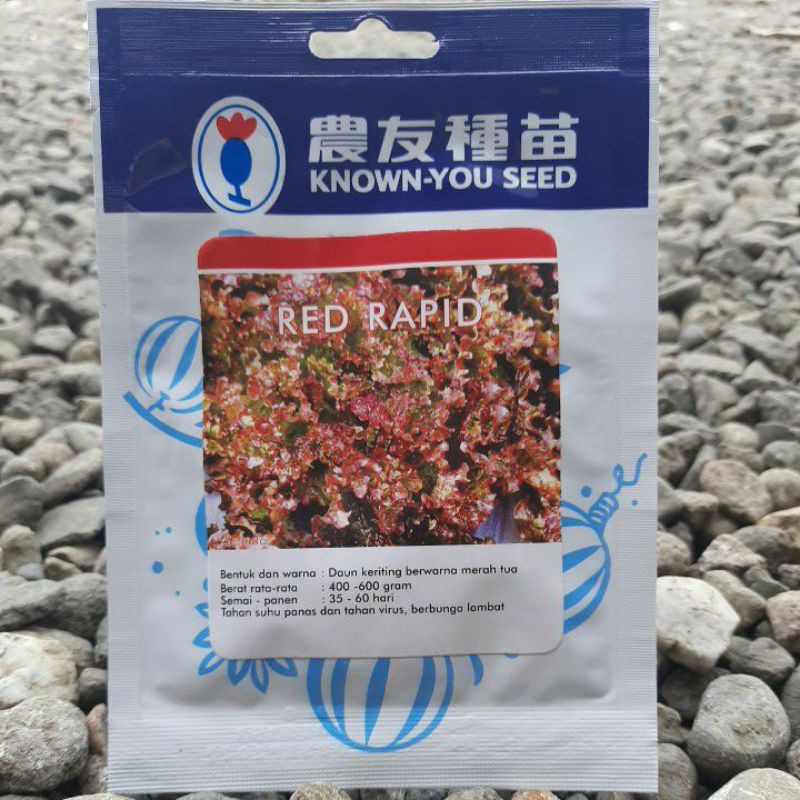 農友種苗
KNOWN-YOU SEED
RED RAPID
Bentuk dan warna : Daun keriting berwarna merah tua
Berat rata-rata : 400 -600 gram
Semai - panen : 35 - 60 hari
Tahan suhu panas dan tahan virus, berbunga lambat